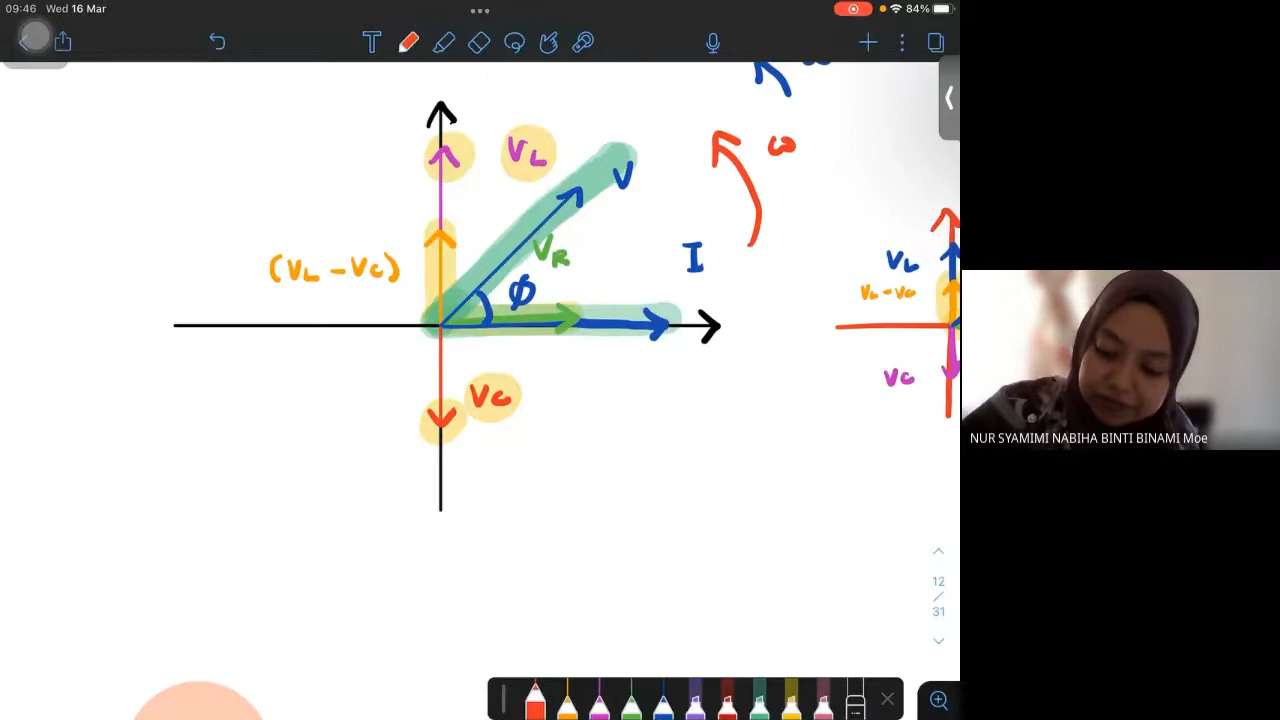 09:46 Wed 16 Mar
84%
T
ω
VL
V
(VL - VC)
VR
I
Φ
VC
VL
VL - VC
VC
NUR SYAMIMI NABIHA BINTI BINAMI Moe
12
/
31